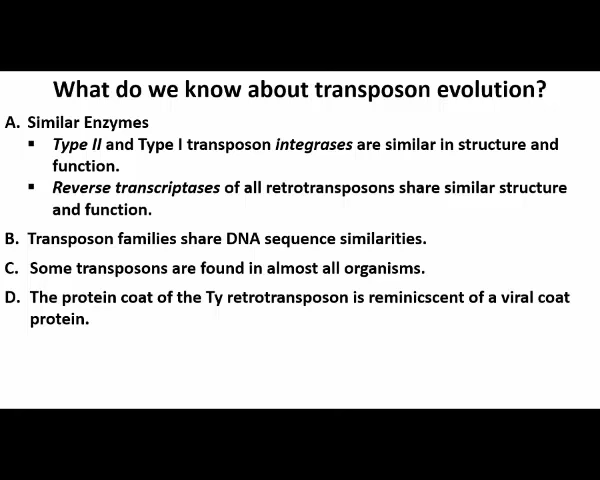 What do we know about transposon evolution?
A. Similar Enzymes
▪ Type II and Type I transposon integrases are similar in structure and
function.
▪ Reverse transcriptases of all retrotransposons share similar structure
and function.
B. Transposon families share DNA sequence similarities.
C. Some transposons are found in almost all organisms.
D. The protein coat of the Ty retrotransposon is reminicscent of a viral coat
protein.